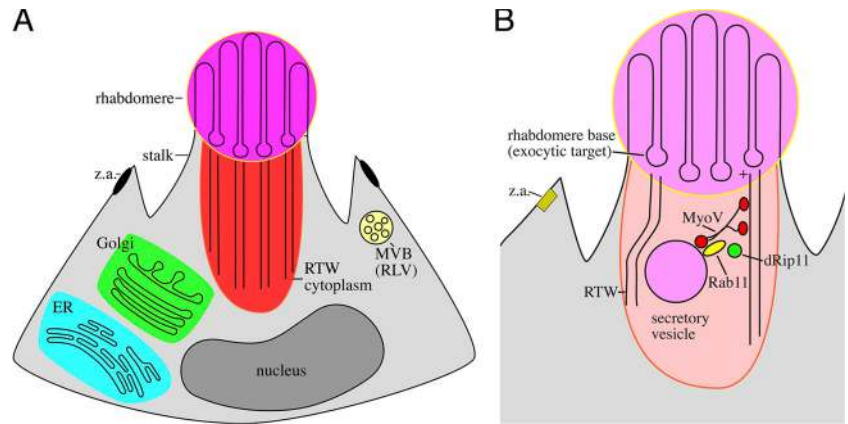 A
rhabdomere
stalk
z.a.
Golgi
ER
MVB
(RLV)
RTW
cytoplasm
nucleus
B
rhabdomere base
(exocytic target)
z.a.
+
MyoV
dRip11
Rab11
RTW
secretory
vesicle